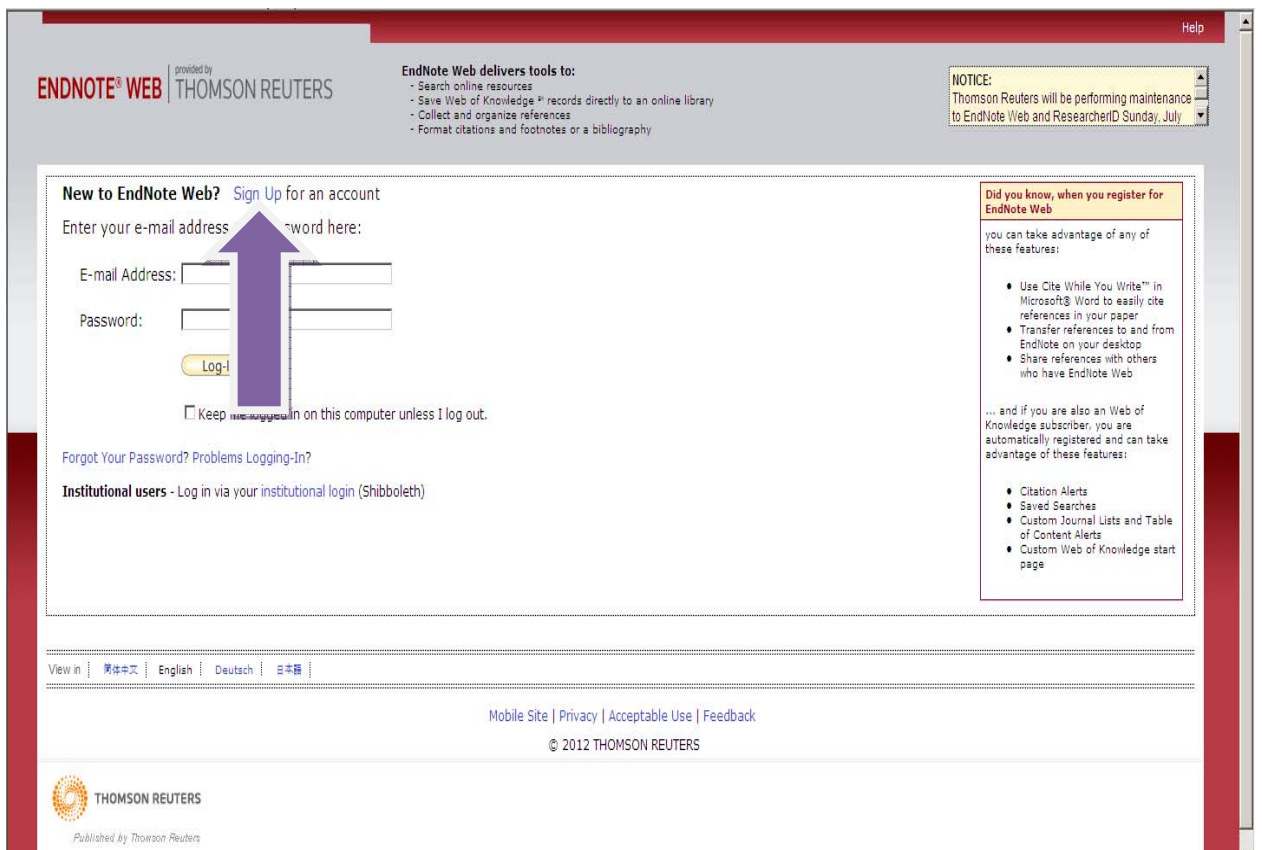 Help
ENDNOTE® WEB provided by THOMSON REUTERS
EndNote Web delivers tools to:
- Search online resources
- Save Web of Knowledge records directly to an online library
- Collect and organize references
- Format citations and footnotes or a bibliography
NOTICE:
Thomson Reuters will be performing maintenance
to EndNote Web and ResearcherID Sunday, July
New to EndNote Web? Sign Up for an account
Enter your e-mail address sword here:
E-mail Address:
Password:
Log-I
Keep me logged in on this computer unless I log out.
Forgot Your Password? Problems Logging-In?
Institutional users - Log in via your institutional login (Shibboleth)
Did you know, when you register for
EndNote Web
you can take advantage of any of
these features:
Use Cite While You Write™ in
Microsoft® Word to easily cite
references in your paper
Transfer references to and from
EndNote on your desktop
Share references with others
who have EndNote Web
... and if you are also an Web of
Knowledge subscriber, you are
automatically registered and can take
advantage of these features:
Citation Alerts
Saved Searches
Custom Journal Lists and Table
of Content Alerts
Custom Web of Knowledge start
page
View in 简体中文 English Deutsch 日本語
Mobile Site | Privacy | Acceptable Use | Feedback
© 2012 THOMSON REUTERS
THOMSON REUTERS
Published by Thomson Reuters